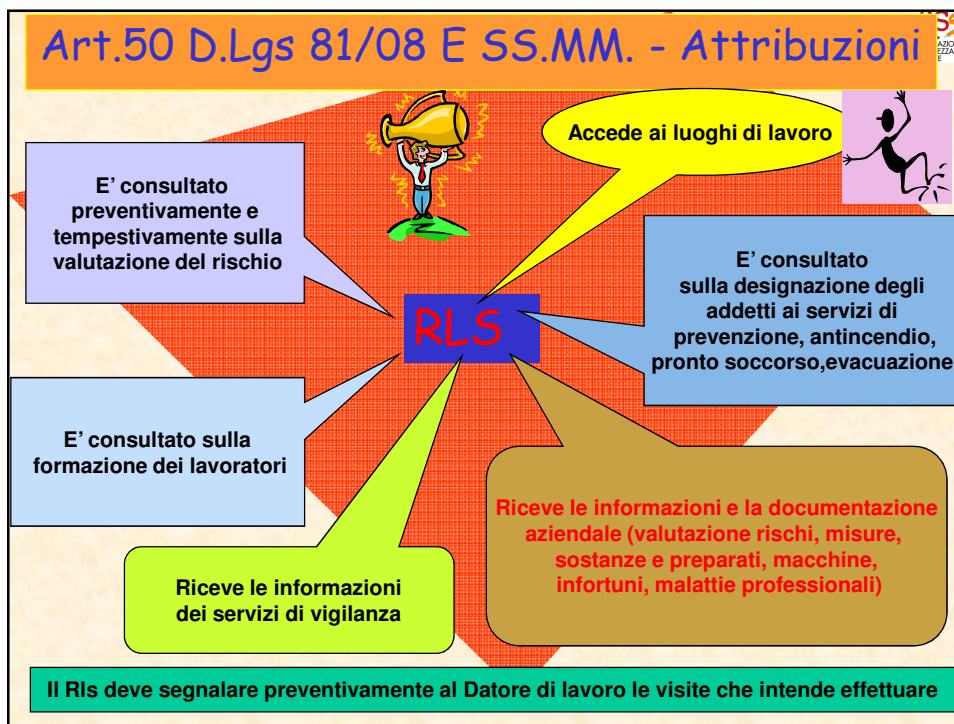 Art.50 D.Lgs 81/08 E SS.MM. - Attribuzioni
Accede ai luoghi di lavoro
E' consultato
preventivamente e
tempestivamente sulla
valutazione del rischio
E' consultato
sulla designazione degli
addetti ai servizi di
prevenzione, antincendio,
pronto soccorso,evacuazione
RLS
E' consultato sulla
formazione dei lavoratori
Riceve le informazioni e la documentazione
aziendale (valutazione rischi, misure,
sostanze e preparati, macchine,
infortuni, malattie professionali)
Riceve le informazioni
dei servizi di vigilanza
Il Rls deve segnalare preventivamente al Datore di lavoro le visite che intende effettuare